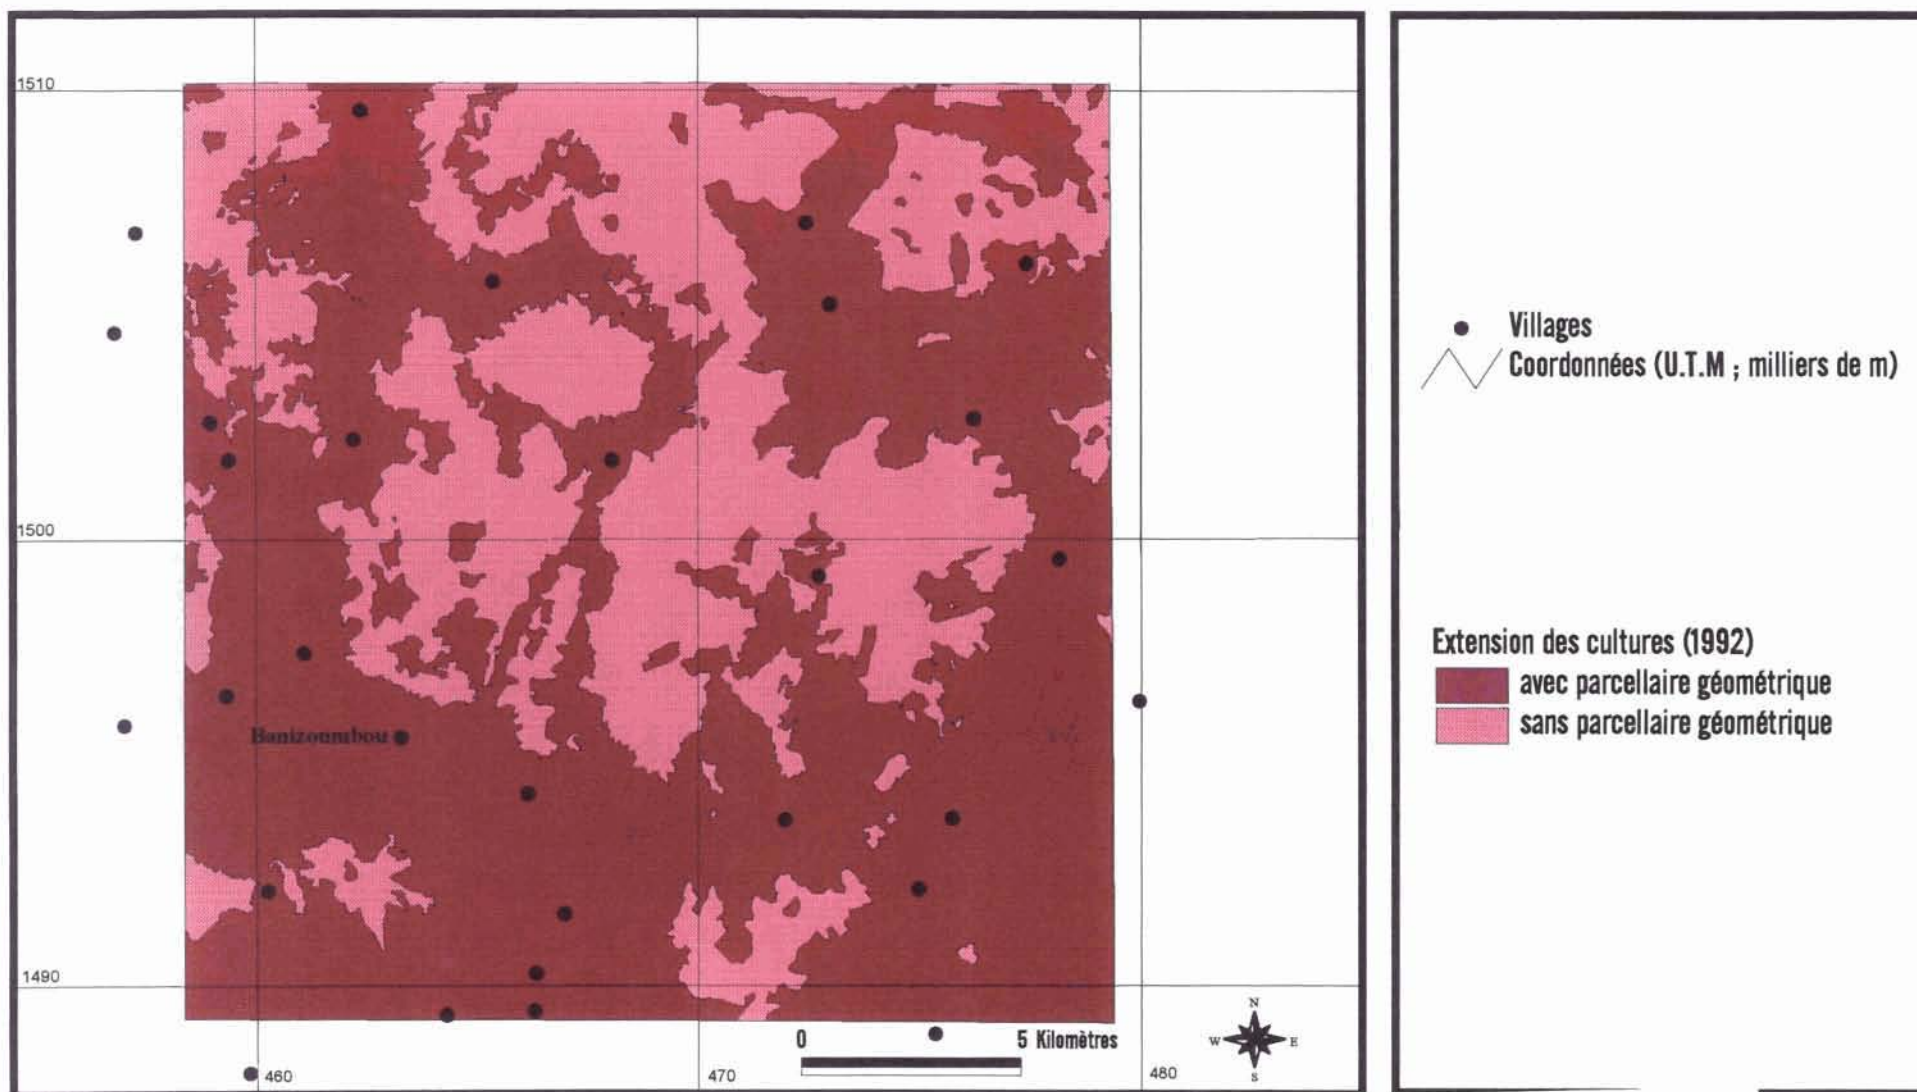 1510
1500
1490
460
470
480
Banizoumbou
0 5 Kilomètres
N
W E
S
Villages
Coordonnées (U.T.M ; milliers de m)
Extension des cultures (1992)
avec parcellaire géométrique
sans parcellaire géométrique